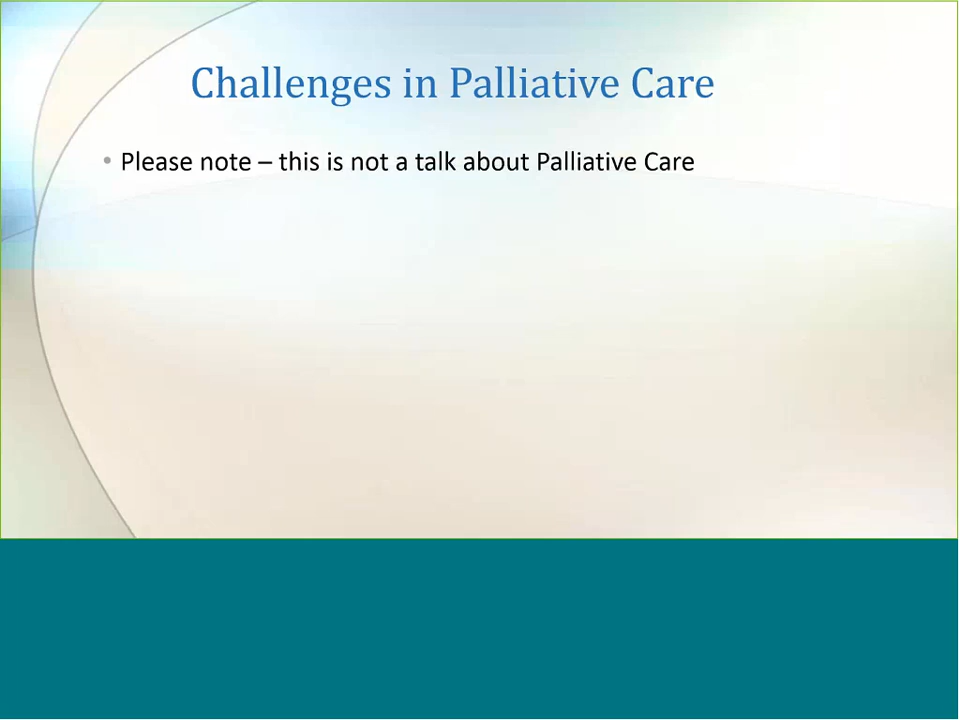 Challenges in Palliative Care
• Please note – this is not a talk about Palliative Care